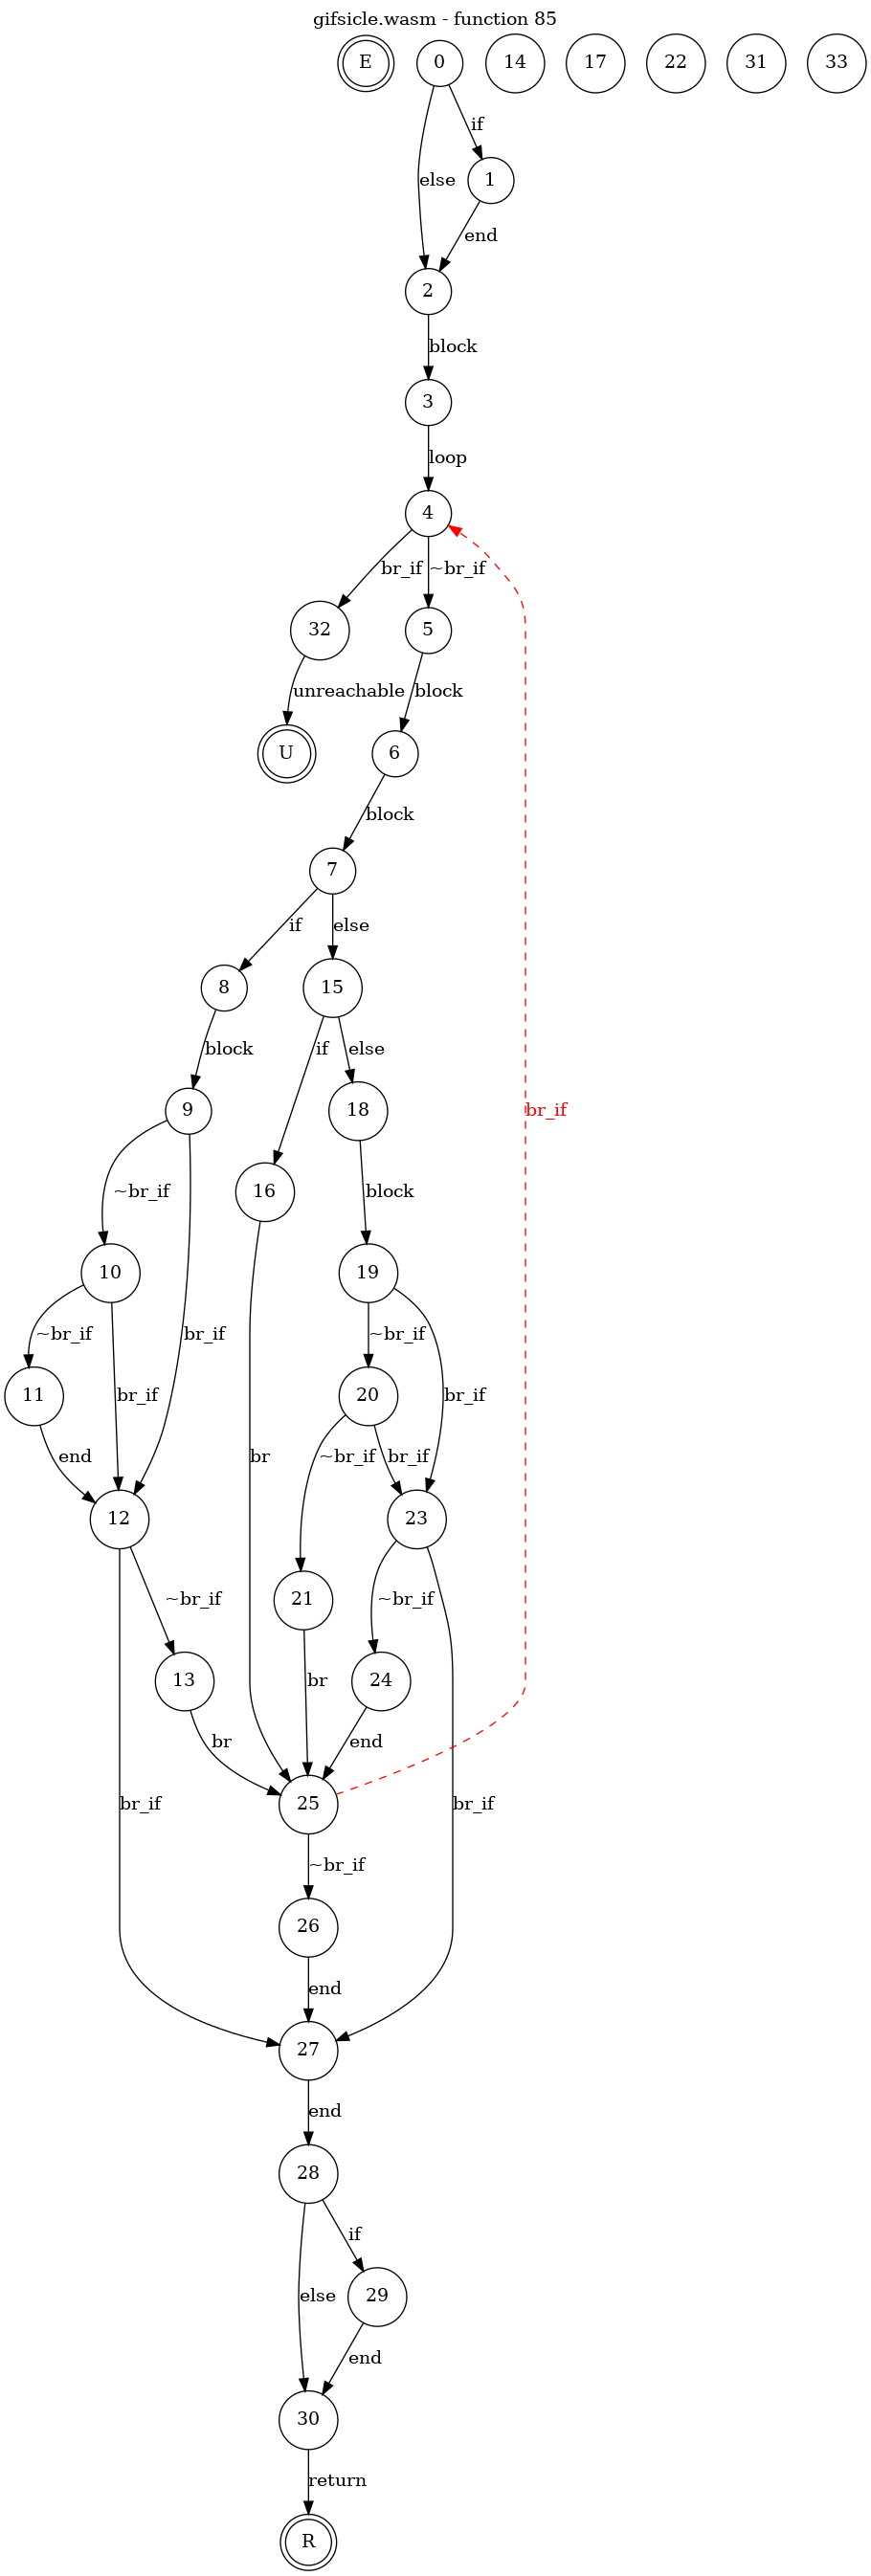 gifsicle.wasm - function 85
E 0 14 17 22 31 33
if
else 1
end
2
block
3
loop
4
br_if ~br_if
32 5
unreachable block
U 6
block
7
if else
8 15
block if else
9 18 br_if
~br_if 16 block
10 19
~br_if br_if br_if ~br_if
11 br_if 20 br_if
end br ~br_if br_if
12 23
~br_if 21 ~br_if
13 br 24
br end
br_if 25 br_if
~br_if
26
end
27
end
28
if
else 29
end
30
return
R